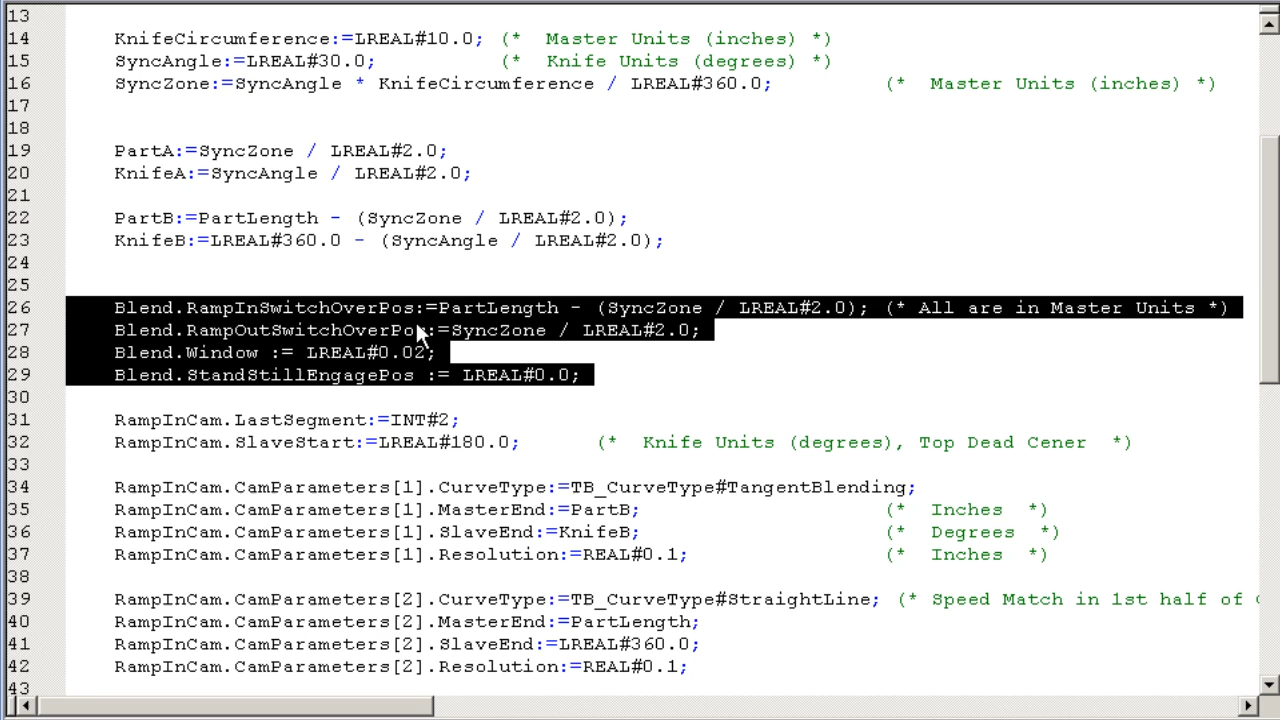 13
14 KnifeCircumference:=LREAL#10.0; (* Master Units (inches) *)
15 SyncAngle:=LREAL#30.0; (* Knife Units (degrees) *)
16 SyncZone:=SyncAngle * KnifeCircumference / LREAL#360.0; (* Master Units (inches) *)
17
18
19 PartA:=SyncZone / LREAL#2.0;
20 KnifeA:=SyncAngle / LREAL#2.0;
21
22 PartB:=PartLength - (SyncZone / LREAL#2.0);
23 KnifeB:=LREAL#360.0 - (SyncAngle / LREAL#2.0);
24
25
26 Blend.RampInSwitchOverPos:=PartLength - (SyncZone / LREAL#2.0); (* All are in Master Units *)
27 Blend.RampOutSwitchOverPos:=SyncZone / LREAL#2.0;
28 Blend.Window := LREAL#0.02;
29 Blend.StandStillEngagePos := LREAL#0.0;
30
31 RampInCam.LastSegment:=INT#2;
32 RampInCam.SlaveStart:=LREAL#180.0; (* Knife Units (degrees), Top Dead Cener *)
33
34 RampInCam.CamParameters[1].CurveType:=TB_CurveType#TangentBlending;
35 RampInCam.CamParameters[1].MasterEnd:=PartB; (* Inches *)
36 RampInCam.CamParameters[1].SlaveEnd:=KnifeB; (* Degrees *)
37 RampInCam.CamParameters[1].Resolution:=REAL#0.1; (* Inches *)
38
39 RampInCam.CamParameters[2].CurveType:=TB_CurveType#StraightLine; (* Speed Match in 1st half of
40 RampInCam.CamParameters[2].MasterEnd:=PartLength;
41 RampInCam.CamParameters[2].SlaveEnd:=LREAL#360.0;
42 RampInCam.CamParameters[2].Resolution:=REAL#0.1;
43